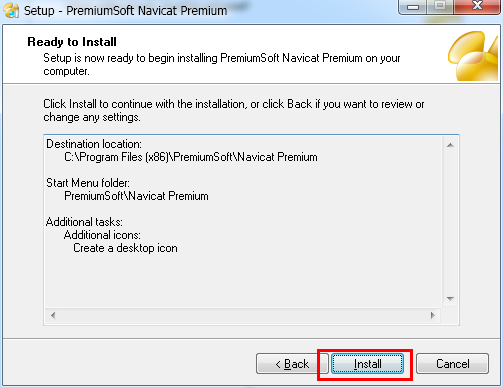 Setup - PremiumSoft Navicat Premium
Ready to Install
Setup is now ready to begin installing PremiumSoft Navicat Premium on your
computer.
Click Install to continue with the installation, or click Back if you want to review or
change any settings.
Destination location:
C:\Program Files (x86)\PremiumSoft\Navicat Premium
Start Menu folder:
PremiumSoft\Navicat Premium
Additional tasks:
Additional icons:
Create a desktop icon
< Back
Install
Cancel